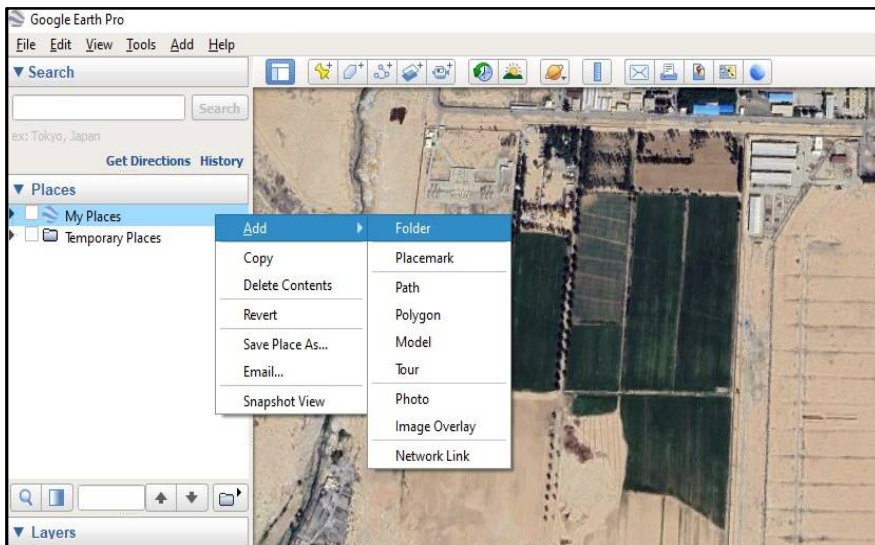 Google Earth Pro
File Edit View Tools Add Help
Search
Search
ex: Tokyo, Japan
Get Directions History
Places
My Places
Temporary Places
Add
Copy
Delete Contents
Revert
Save Place As...
Email...
Snapshot View
Folder
Placemark
Path
Polygon
Model
Tour
Photo
Image Overlay
Network Link
Layers